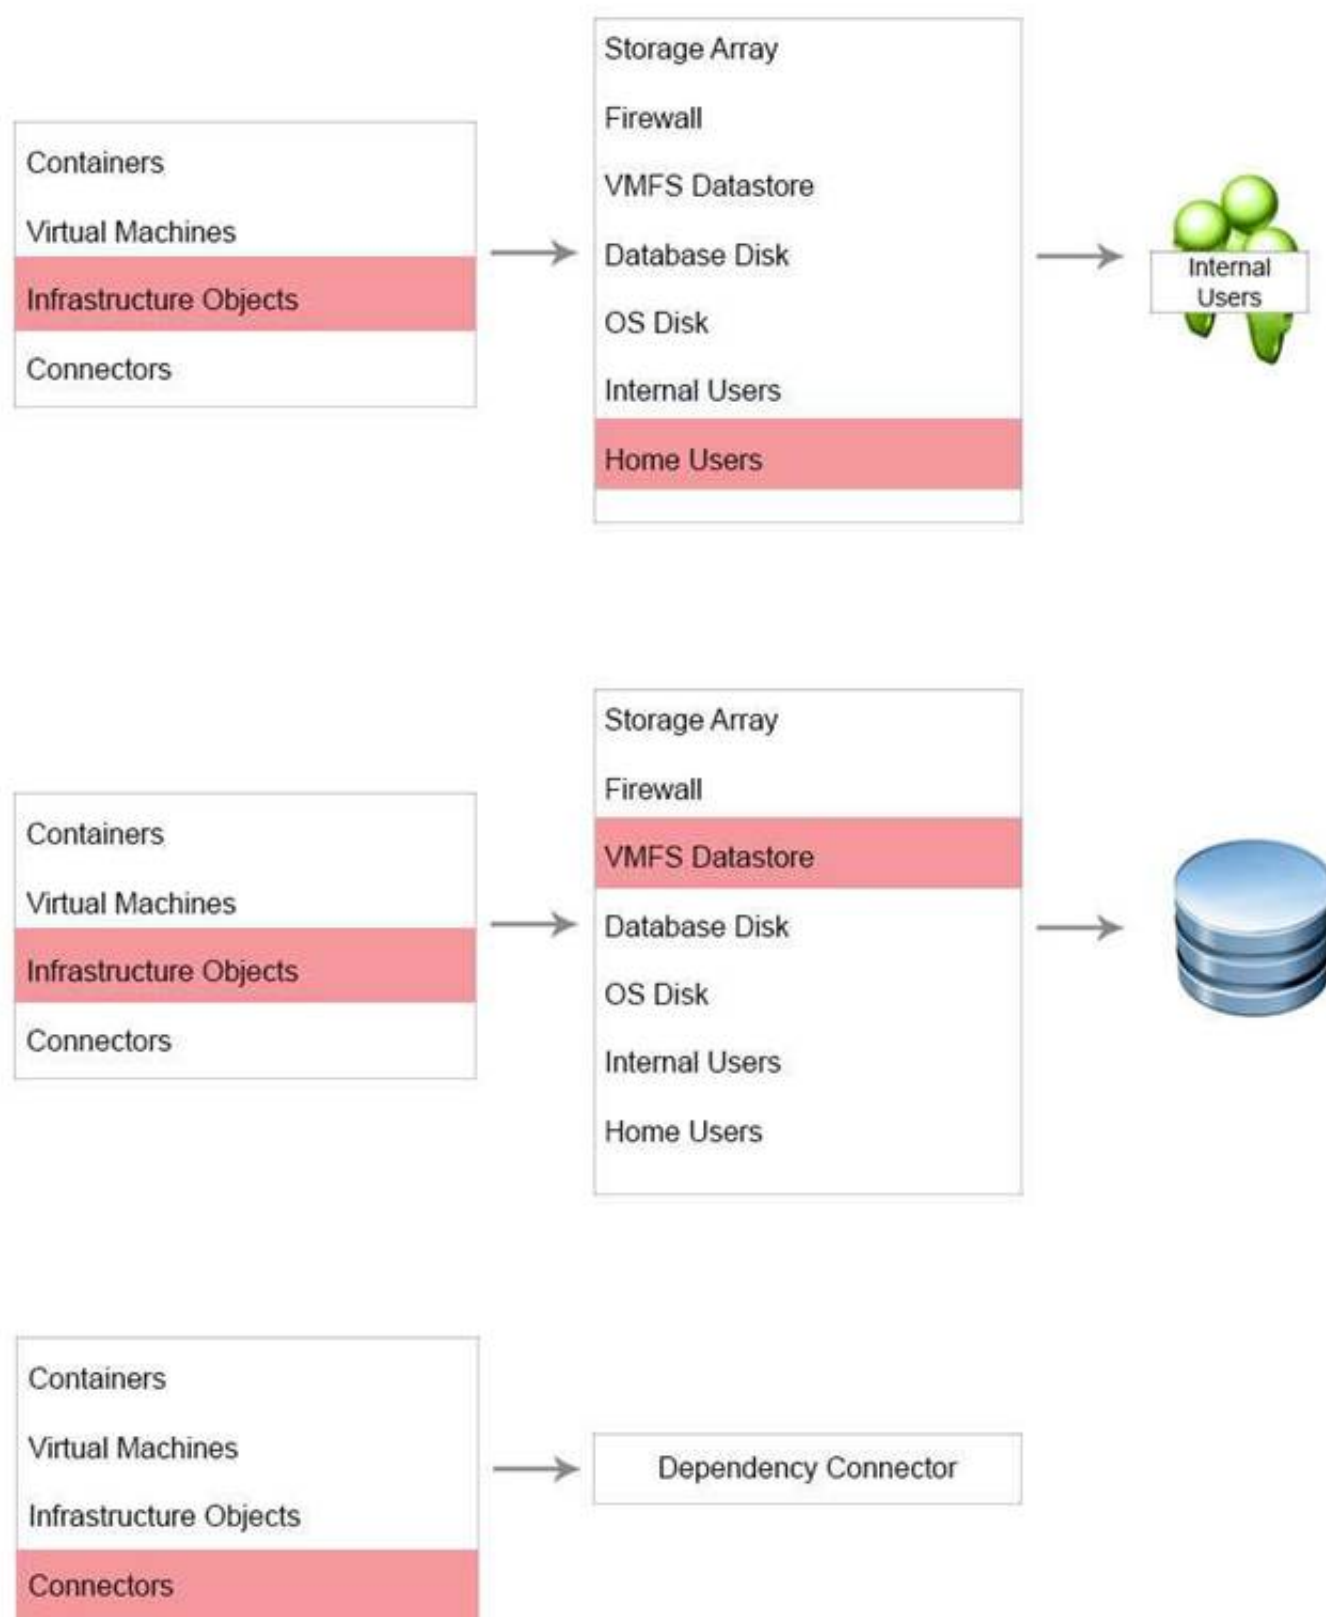 Containers
Virtual Machines
Infrastructure Objects
Connectors
Storage Array
Firewall
VMFS Datastore
Database Disk
OS Disk
Internal Users
Home Users
Internal
Users
Containers
Virtual Machines
Infrastructure Objects
Connectors
Storage Array
Firewall
VMFS Datastore
Database Disk
OS Disk
Internal Users
Home Users
Containers
Virtual Machines
Infrastructure Objects
Connectors
Dependency Connector